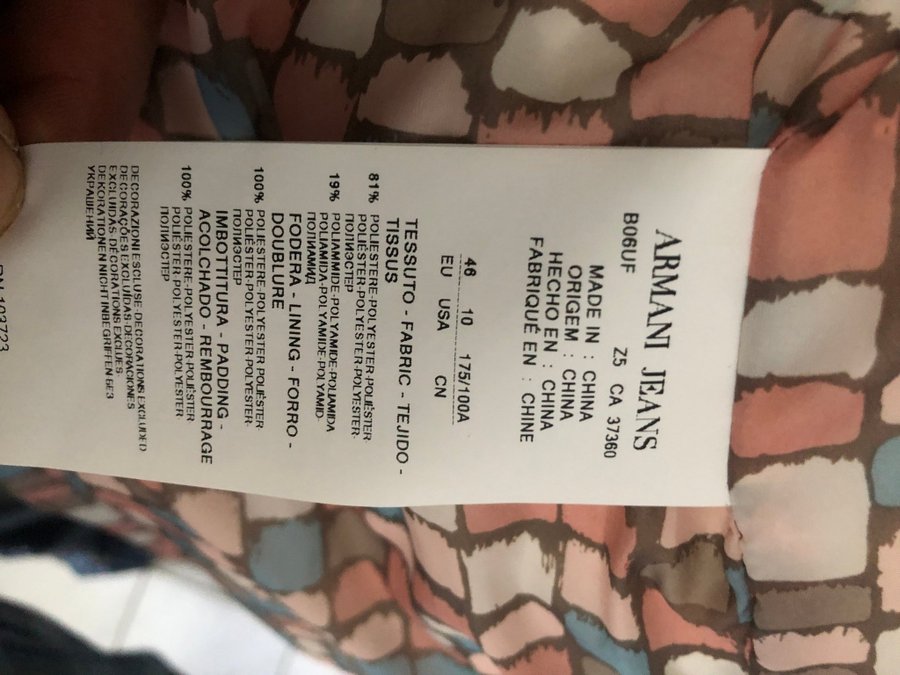 ARMANI JEANS
B06UF Z5 CA 37360
MADE IN : CHINA
ORIGEM : CHINA
HECHO EN : CHINA
FABRIQUÉ EN : CHINE
46 10 175/100A
EU USA CN
TESSUTO - FABRIC - TEJIDO -
TISSUS
81% POLIESTERE·POLYESTER·POLIÉSTER
POLIÉSTER·POLYESTER·POLYESTER·
ПОЛИЭСТЕР
19% POLIAMMIDE·POLYAMIDE·POLIAMIDA
POLIAMIDA·POLYAMIDE·POLYAMID·
ПОЛИАМИД
FODERA - LINING - FORRO -
DOUBLURE
100% POLIESTERE·POLYESTER·POLIÉSTER
POLIÉSTER·POLYESTER·POLYESTER·
ПОЛИЭСТЕР
IMBOTTITURA - PADDING -
ACOLCHADO - REMBOURRAGE
100% POLIESTERE·POLYESTER·POLIÉSTER
POLIÉSTER·POLYESTER·POLYESTER
ПОЛИЭСТЕР
DECORAZIONI ESCLUSE·DECORATIONS EXCLUDED
DECORAÇÕES EXCLUÍDAS·DECORACIONES
EXCLUIDAS·DÉCORATIONS EXCLUES·
DEKORATIONEN NICHT INBEGRIFFEN·БЕЗ
УКРАШЕНИЙ
RN 103723